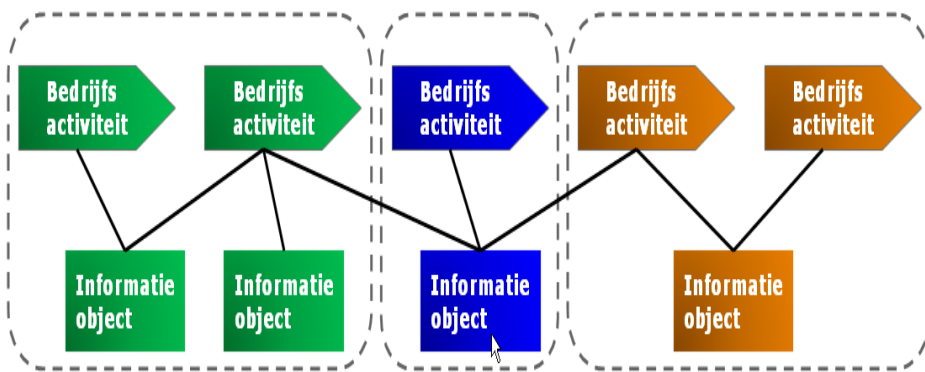 Bedrijfs
activiteit
Bedrijfs
activiteit
Bedrijfs
activiteit
Bedrijfs
activiteit
Bedrijfs
activiteit
Informatie
object
Informatie
object
Informatie
object
Informatie
object